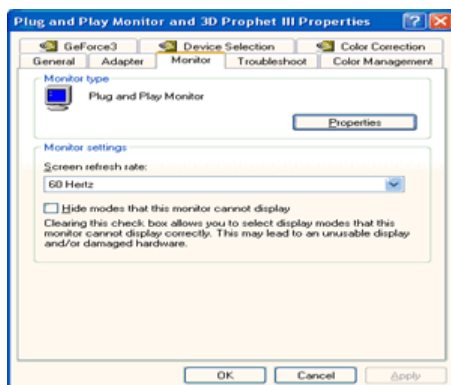 Plug and Play Monitor and 3D Prophet III Properties
GeForce3 Device Selection Color Correction
General Adapter Monitor Troubleshoot Color Management
Monitor type
Plug and Play Monitor
Properties
Monitor settings
Screen refresh rate:
60 Hertz
Hide modes that this monitor cannot display
Clearing this check box allows you to select display modes that this
monitor cannot display correctly. This may lead to an unusable display
and/or damaged hardware.
OK Cancel Apply